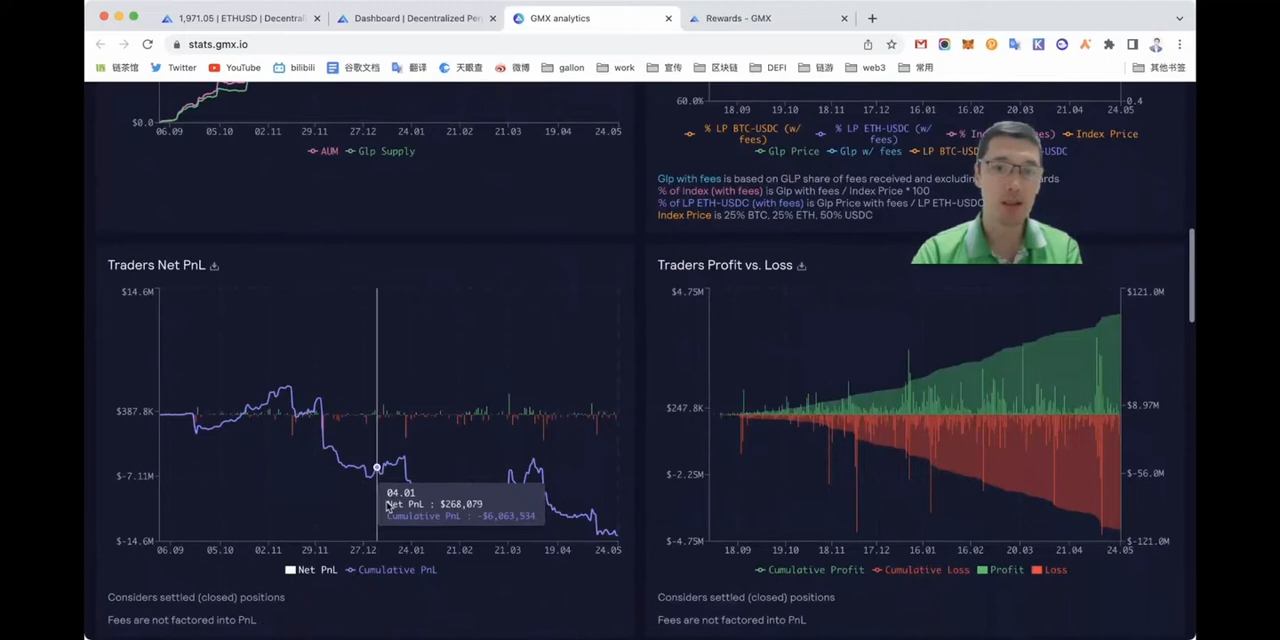 1,971.05 | ETHUSD | Decentral
Dashboard | Decentralized Per
GMX analytics
Rewards - GMX
stats.gmx.io
链茶馆
Twitter
YouTube
bilibili
谷歌文档
翻译
天眼查
微博
gallon
work
宣传
区块链
DEFI
链游
web3
常用
其他书签
$0.0
06.09 05.10 02.11 29.11 27.12 24.01 21.02 21.03 19.04 24.05
AUM Glp Supply
60.0% 0.4
18.09 19.10 18.11 17.12 16.01 16.02 20.03 21.04 24.05
% LP BTC-USDC (w/ fees)
% LP ETH-USDC (w/ fees)
Index Price
Glp Price Glp w/ fees
Glp with fees is based on GLP share of fees received and excluding
% of Index (with fees) is Glp with fees / Index Price * 100
% of LP ETH-USDC (with fees) is Glp Price with fees / LP ETH-USDC
Index Price is 25% BTC, 25% ETH, 50% USDC
Traders Net PnL
$14.6M
$387.8K
$-7.11M
$-14.6M
04.01
Net PnL : $268,079
Cumulative PnL : -$6,063,534
06.09 05.10 02.11 29.11 27.12 24.01 21.02 21.03 19.04 24.05
Net PnL Cumulative PnL
Considers settled (closed) positions
Fees are not factored into PnL
Traders Profit vs. Loss
$4.75M $121.0M
$247.8K $8.97M
$-2.25M $-56.0M
$-4.75M $-121.0M
18.09 19.10 18.11 17.12 16.01 16.02 20.03 21.04 24.05
Cumulative Profit Cumulative Loss Profit Loss
Considers settled (closed) positions
Fees are not factored into PnL